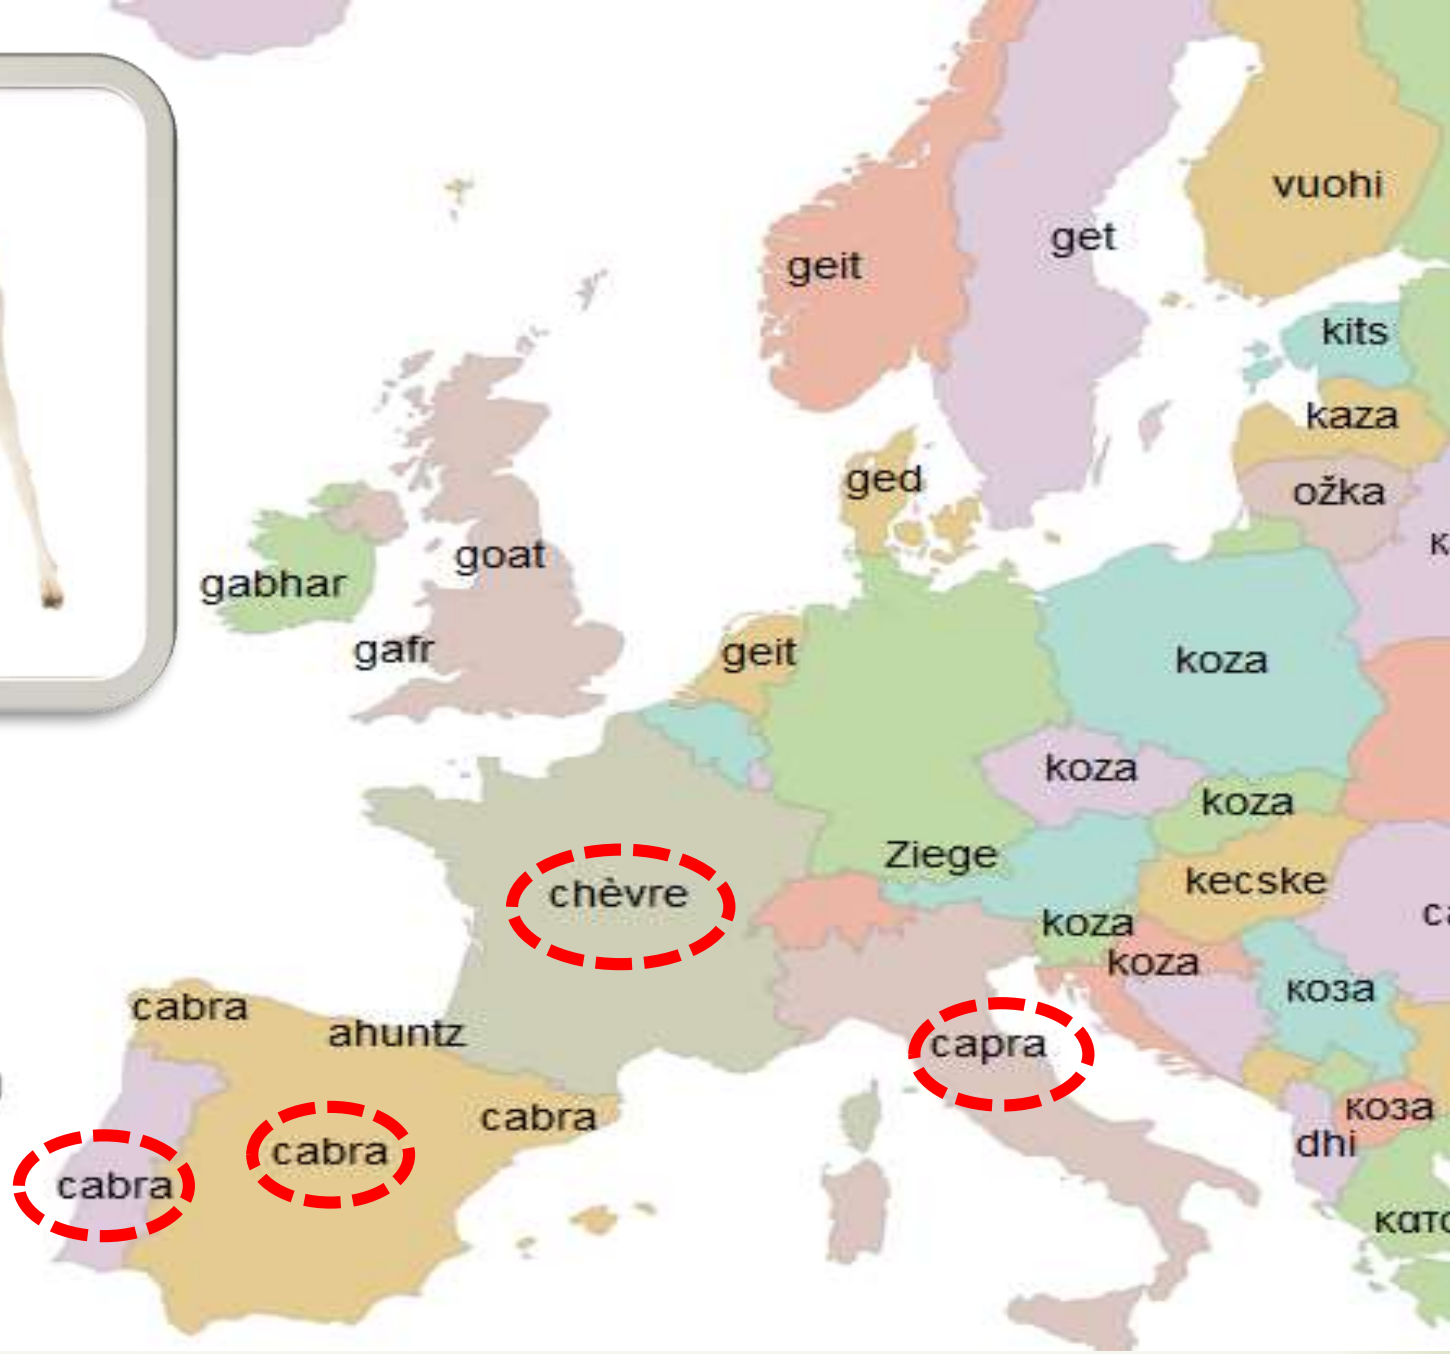 vuohi
get
geit
kits
kaza
ged
ožka
goat
gabhar
gafr
geit
koza
koza
koza
Ziege
kecske
chèvre
koza
koza
коза
cabra
ahuntz
capra
cabra
коза
cabra
dhi
cabra